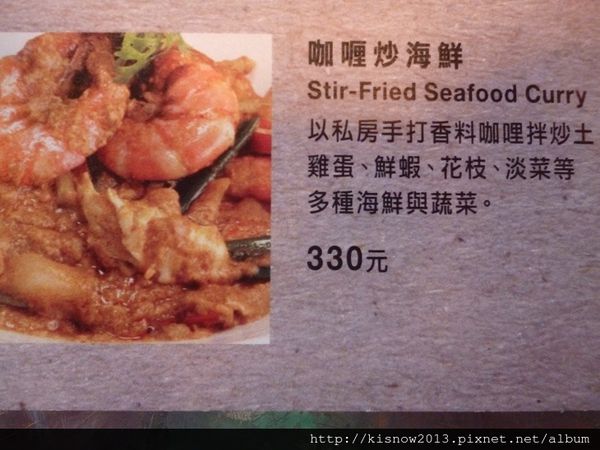 咖喱炒海鮮
Stir-Fried Seafood Curry
以私房手打香料咖哩拌炒土
雞蛋、鮮蝦、花枝、淡菜等
多種海鮮與蔬菜。
330元
http://kisnow2013.pixnet.net/album